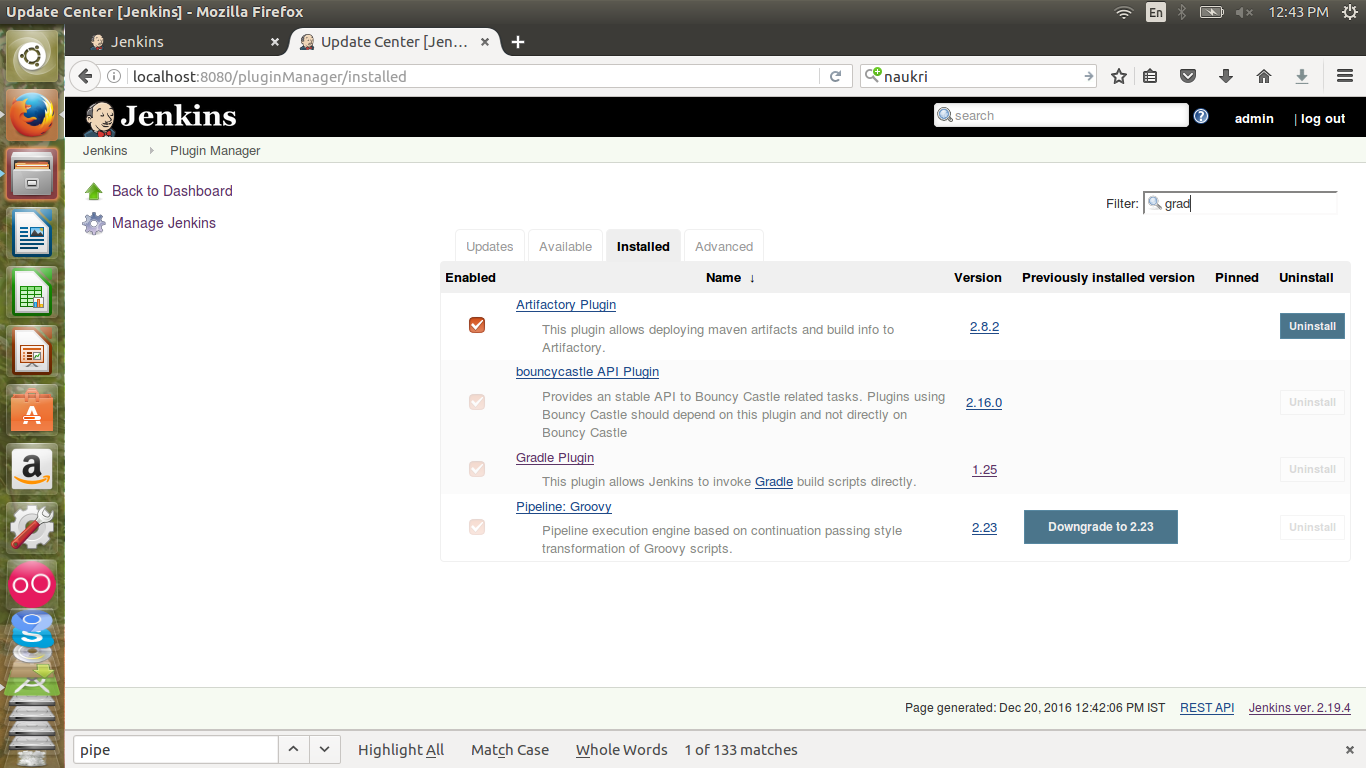 Update Center [Jenkins] - Mozilla Firefox
En
12:43 PM
Jenkins
Update Center [Jen...
localhost:8080/pluginManager/installed
naukri
Jenkins
search
admin
| log out
Jenkins
Plugin Manager
Back to Dashboard
Manage Jenkins
Filter:
grad
Updates
Available
Installed
Advanced
Enabled
Name ↓
Version
Previously installed version
Pinned
Uninstall
Artifactory Plugin
This plugin allows deploying maven artifacts and build info to
Artifactory.
2.8.2
Uninstall
bouncycastle API Plugin
Provides an stable API to Bouncy Castle related tasks. Plugins using
Bouncy Castle should depend on this plugin and not directly on
Bouncy Castle
2.16.0
Uninstall
Gradle Plugin
This plugin allows Jenkins to invoke Gradle build scripts directly.
1.25
Uninstall
Pipeline: Groovy
Pipeline execution engine based on continuation passing style
transformation of Groovy scripts.
2.23
Downgrade to 2.23
Uninstall
Page generated: Dec 20, 2016 12:42:06 PM IST
REST API
Jenkins ver. 2.19.4
pipe
Highlight All
Match Case
Whole Words
1 of 133 matches